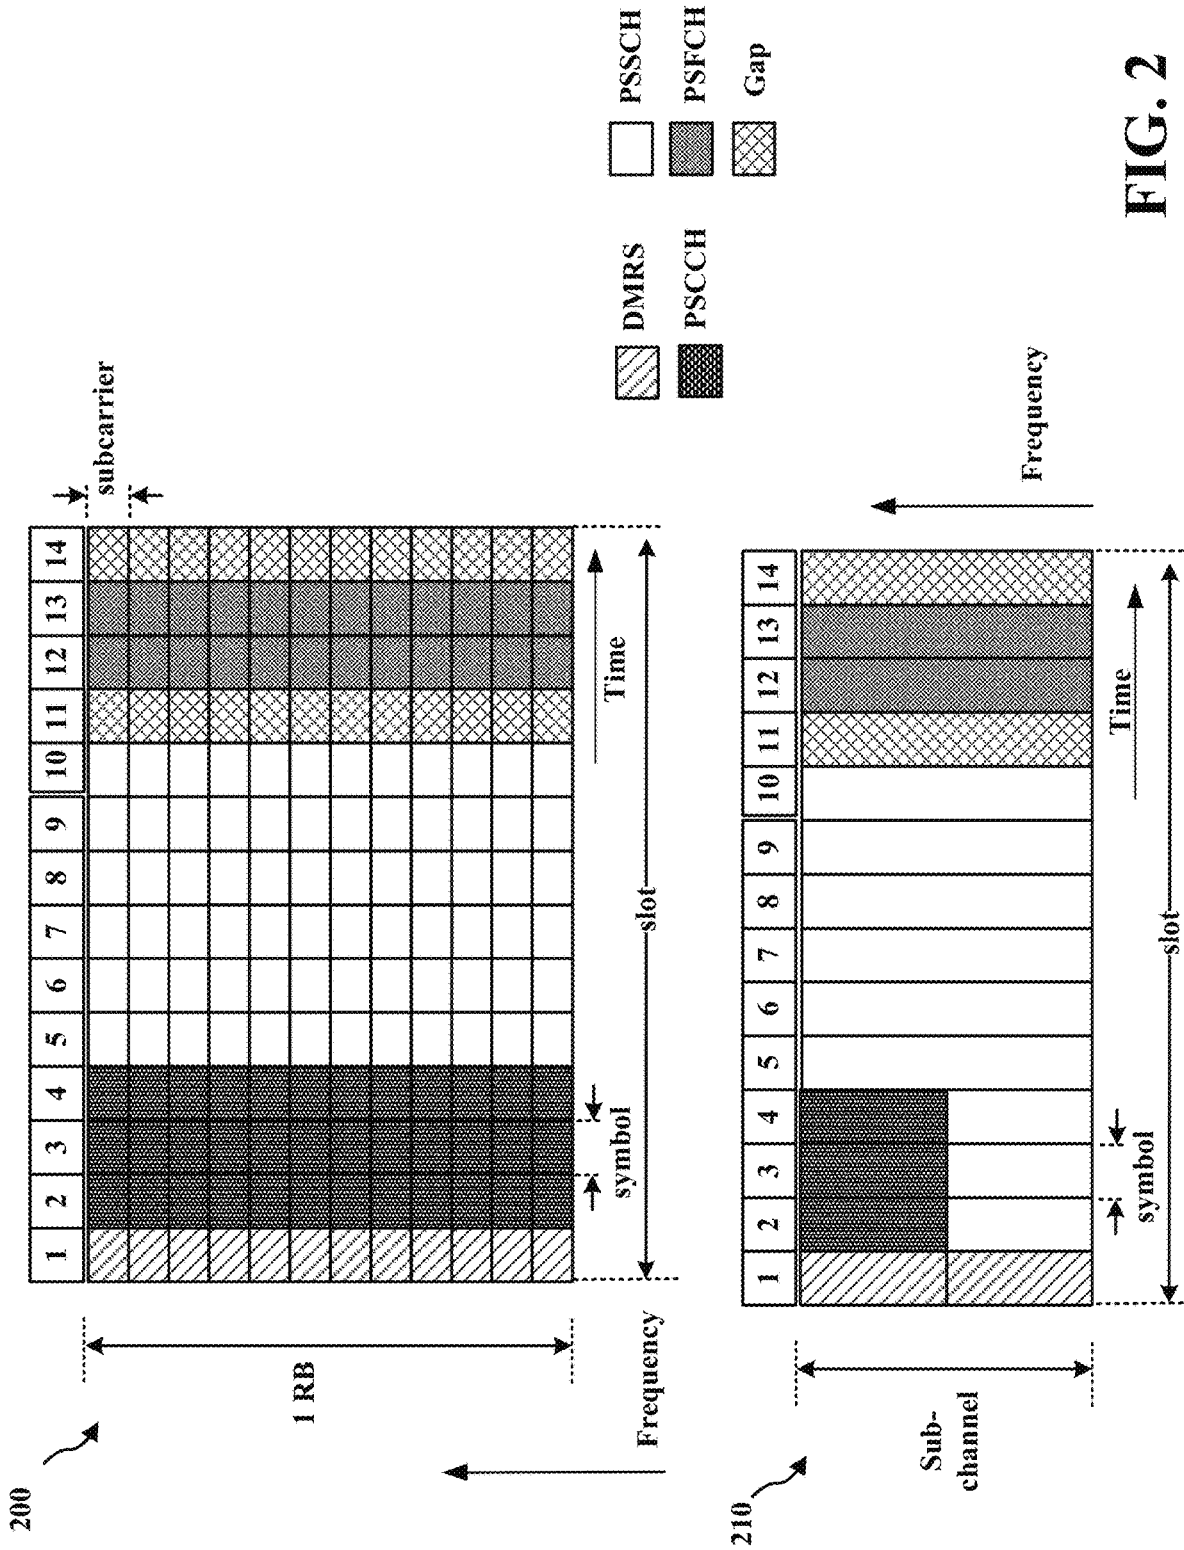 200
1 2 3 4 5 6 7 8 9 10 11 12 13 14
subcarrier
1 RB
Frequency
symbol
Time
slot
210
1 2 3 4 5 6 7 8 9 10 11 12 13 14
Sub-
channel
symbol
Time
slot
Frequency
DMRS
PSSCH
PSCCH
PSFCH
Gap
FIG. 2